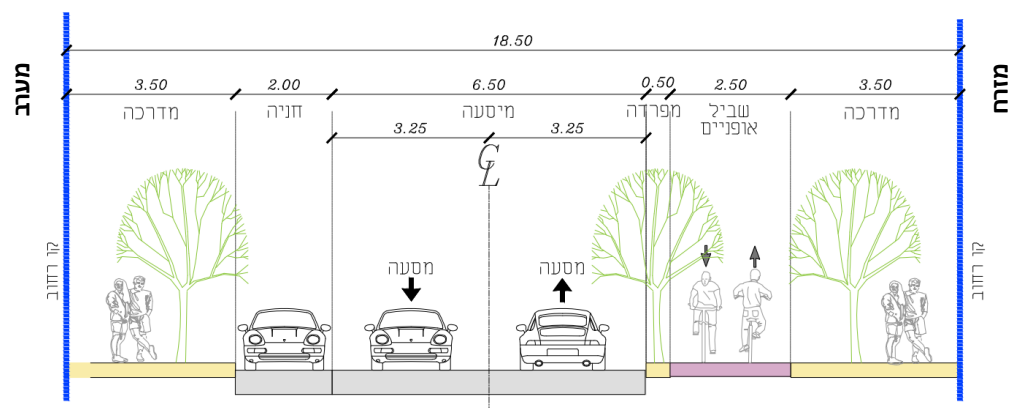 18.50
מערב
מזרח
3.50 2.00 6.50 0.50 2.50 3.50
מדרכה חניה מיסעה מפרדה שביל אופניים מדרכה
3.25 3.25
CL
קו רחוב
מסעה מסעה
קו רחוב